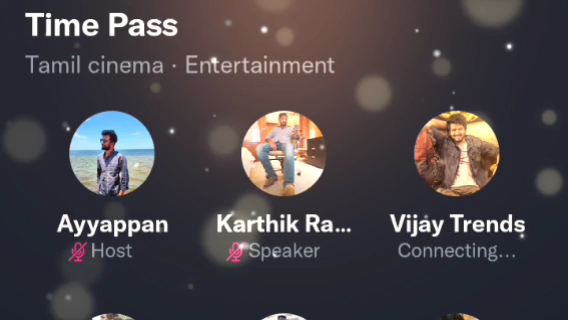 Time Pass
Tamil cinema · Entertainment
Ayyappan
Karthik Ra...
Vijay Trends
Host
Speaker
Connecting...